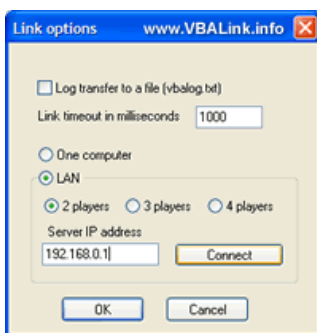 Link options www.VBALink.info
Log transfer to a file (vbalog.txt)
Link timeout in milliseconds 1000
One computer
LAN
2 players 3 players 4 players
Server IP address
192.168.0.1 Connect
OK Cancel